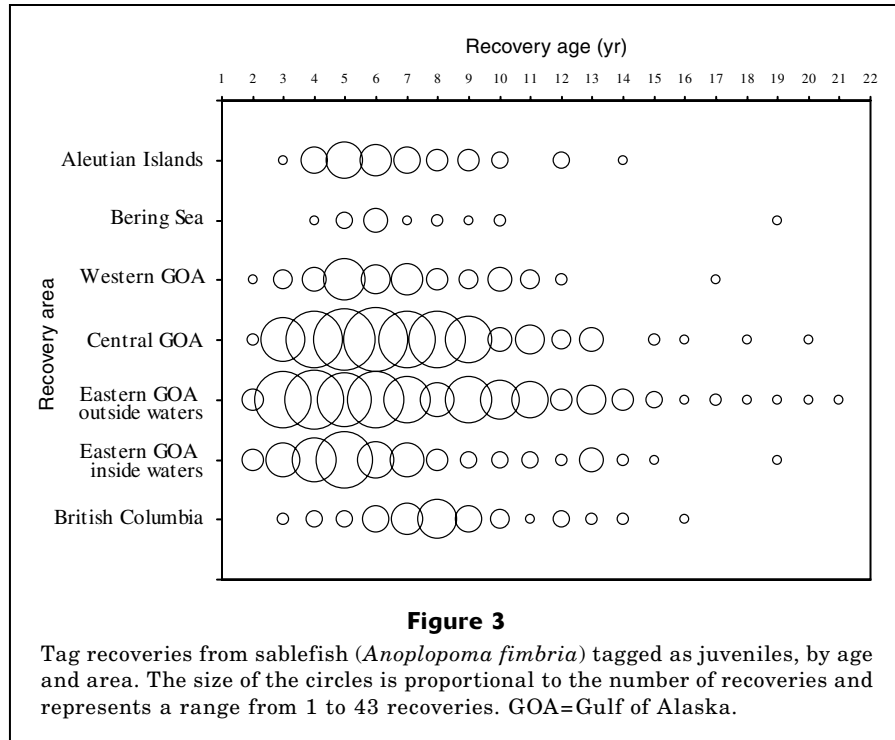 Recovery age (yr)
1 2 3 4 5 6 7 8 9 10 11 12 13 14 15 16 17 18 19 20 21 22
Recovery area
Aleutian Islands
Bering Sea
Western GOA
Central GOA
Eastern GOA
outside waters
Eastern GOA
inside waters
British Columbia
Figure 3
Tag recoveries from sablefish (Anoplopoma fimbria) tagged as juveniles, by age
and area. The size of the circles is proportional to the number of recoveries and
represents a range from 1 to 43 recoveries. GOA=Gulf of Alaska.